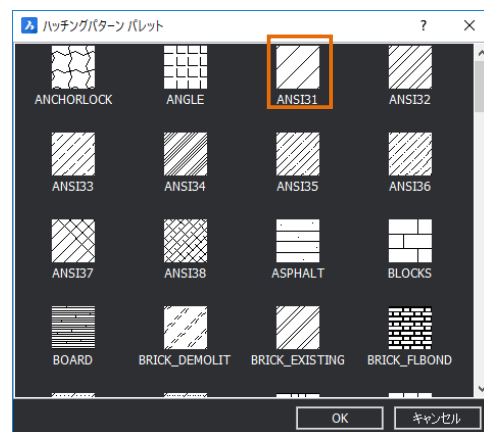 ハッチングパターン パレット ? ×
ANCHORLOCK ANGLE ANSI31 ANSI32
ANSI33 ANSI34 ANSI35 ANSI36
ANSI37 ANSI38 ASPHALT BLOCKS
BOARD BRICK_DEMOLIT BRICK_EXISTING BRICK_FLBOND
OK キャンセル